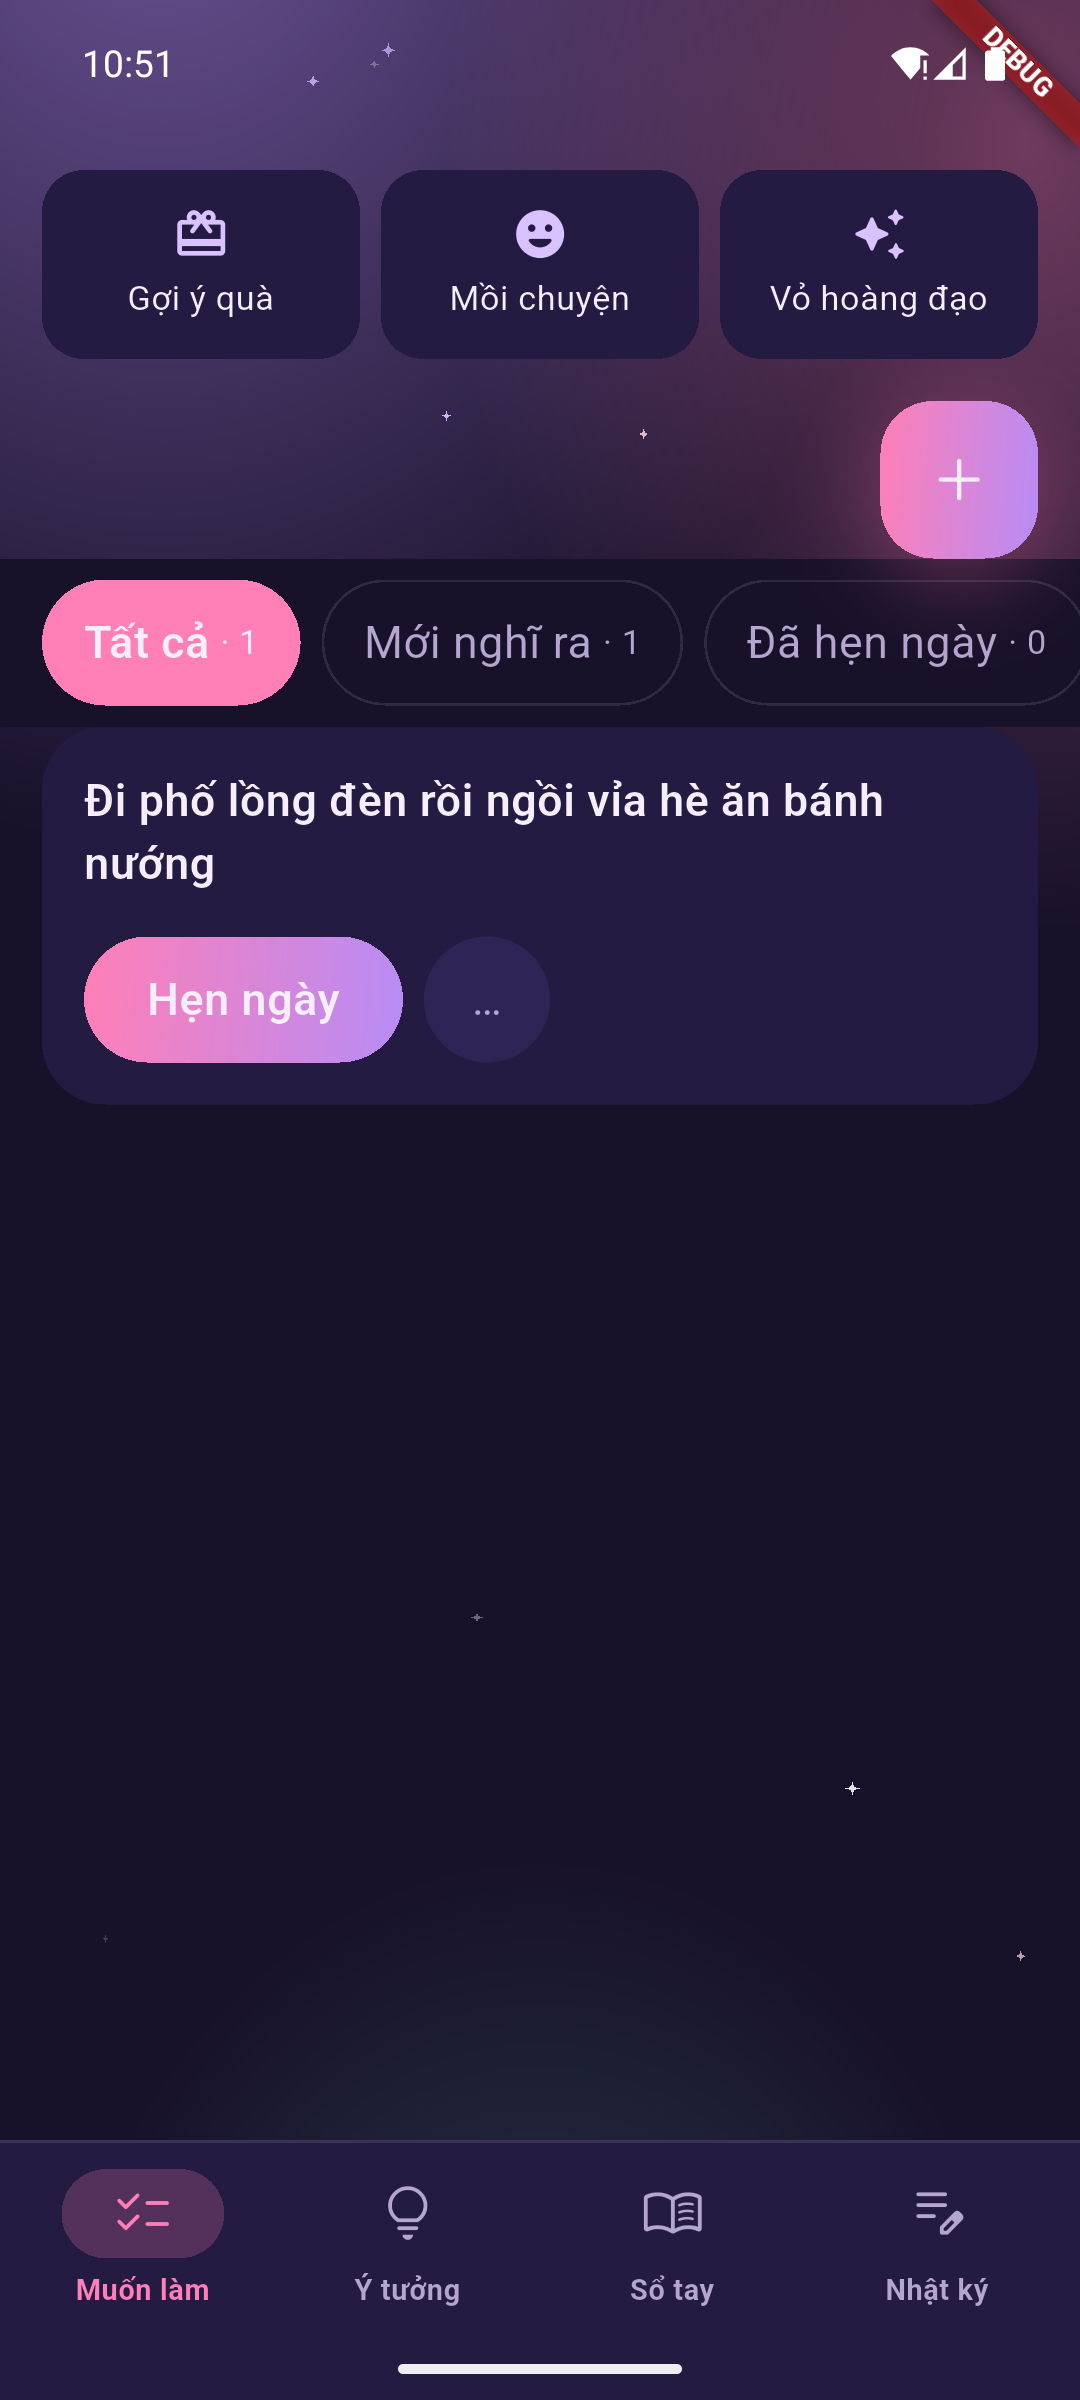 10:51
DEBUG
Gợi ý quà
Mồi chuyện
Vỏ hoàng đạo
Tất cả · 1
Mới nghĩ ra · 1
Đã hẹn ngày · 0
Đi phố lồng đèn rồi ngồi vỉa hè ăn bánh
nướng
Hẹn ngày
...
Muốn làm
Ý tưởng
Sổ tay
Nhật ký